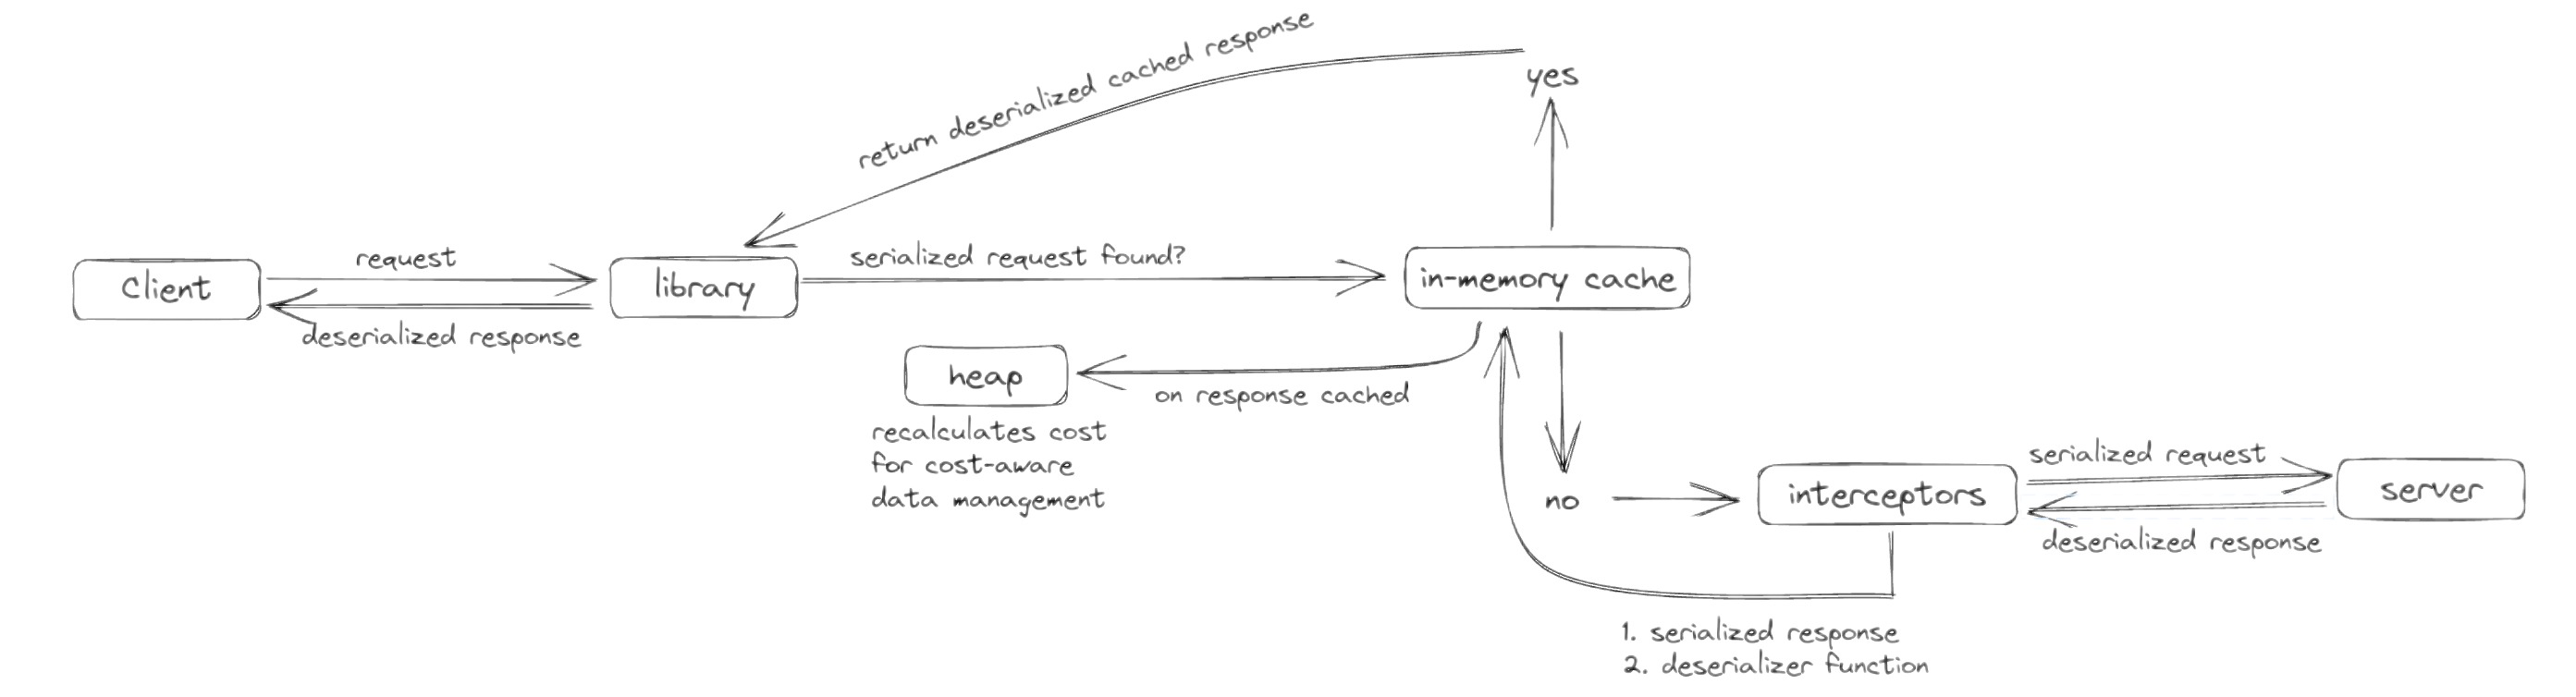 return deserialized cached response
yes
request
serialized request found?
Client
library
in-memory cache
deserialized response
heap
on response cached
recalculates cost
for cost-aware
data management
no
interceptors
serialized request
server
deserialized response
1. serialized response
2. deserializer function